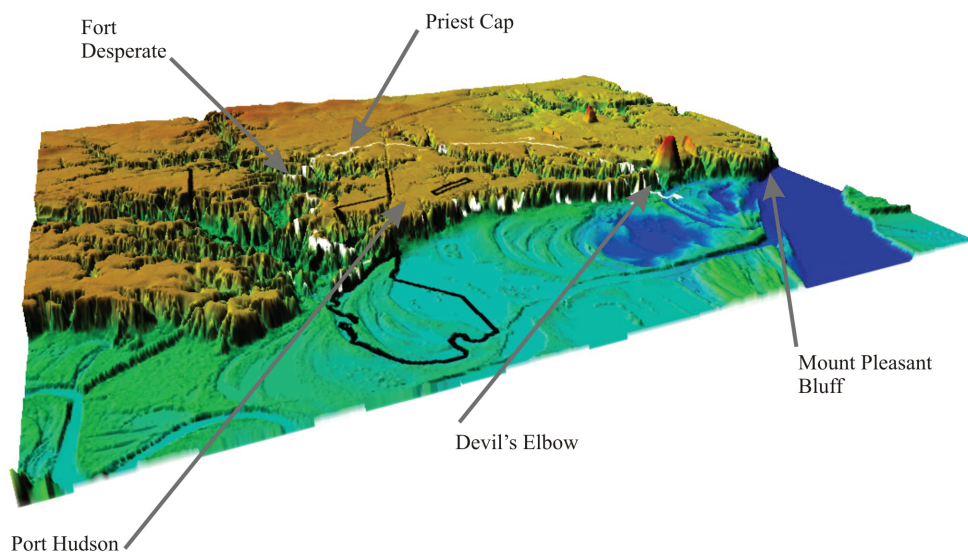 Fort
Desperate
Priest Cap
Mount Pleasant
Bluff
Devil's Elbow
Port Hudson